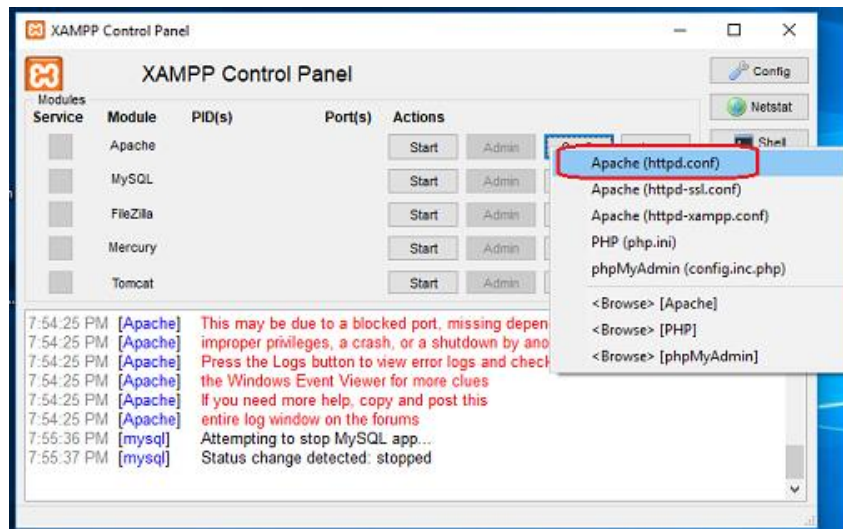 XAMPP Control Panel
XAMPP Control Panel
Config
Netstat
Shell
Modules
Service Module PID(s) Port(s) Actions
Apache Start Admin
MySQL Start Admin
FileZilla Start Admin
Mercury Start Admin
Tomcat Start Admin
Apache (httpd.conf)
Apache (httpd-ssl.conf)
Apache (httpd-xampp.conf)
PHP (php.ini)
phpMyAdmin (config.inc.php)
<Browse> [Apache]
<Browse> [PHP]
<Browse> [phpMyAdmin]
7:54:25 PM [Apache] This may be due to a blocked port, missing depen
7:54:25 PM [Apache] improper privileges, a crash, or a shutdown by ano
7:54:25 PM [Apache] Press the Logs button to view error logs and check
7:54:25 PM [Apache] the Windows Event Viewer for more clues
7:54:25 PM [Apache] If you need more help, copy and post this
7:54:25 PM [Apache] entire log window on the forums
7:55:36 PM [mysql] Attempting to stop MySQL app...
7:55:37 PM [mysql] Status change detected: stopped